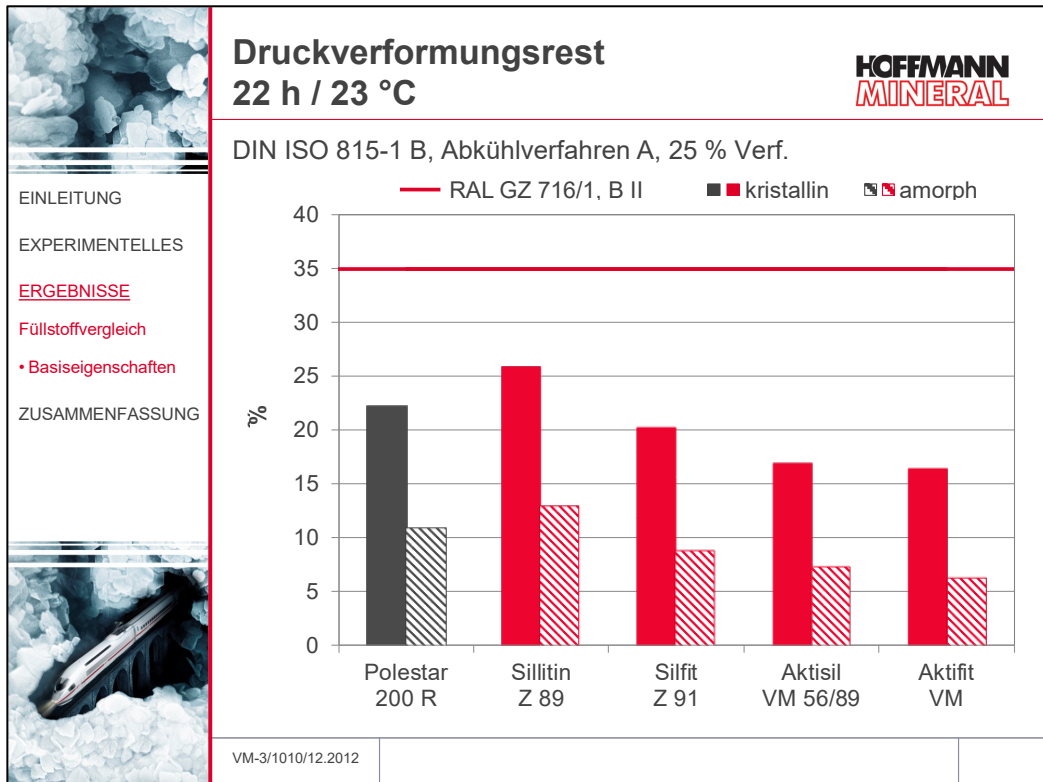 Druckverformungsrest
22 h / 23 °C
HOFFMANN
MINERAL
DIN ISO 815-1 B, Abkühlverfahren A, 25 % Verf.
EINLEITUNG
EXPERIMENTELLES
ERGEBNISSE
Füllstoffvergleich
• Basiseigenschaften
ZUSAMMENFASSUNG
RAL GZ 716/1, B II
kristallin
amorph
%
40
35
30
25
20
15
10
5
0
Polestar
200 R
Sillitin
Z 89
Silfit
Z 91
Aktisil
VM 56/89
Aktifit
VM
VM-3/1010/12.2012